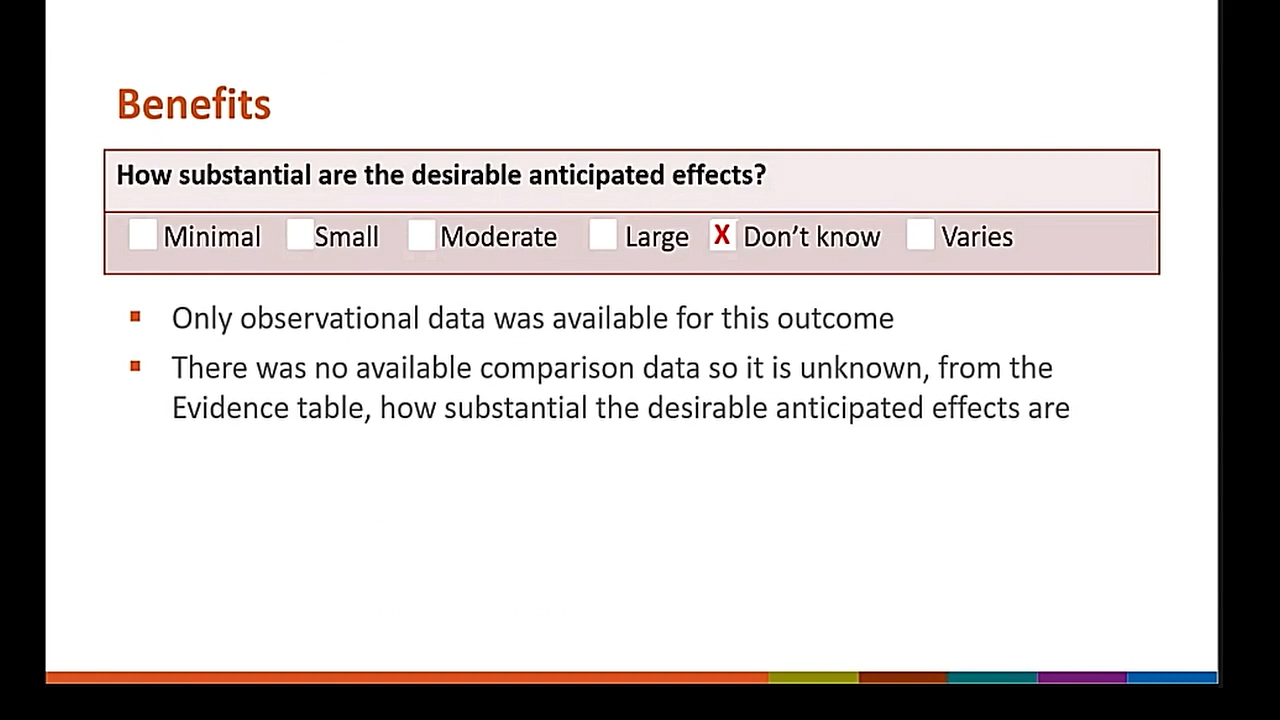 Benefits
How substantial are the desirable anticipated effects?
Minimal Small Moderate Large X Don't know Varies
Only observational data was available for this outcome
There was no available comparison data so it is unknown, from the
Evidence table, how substantial the desirable anticipated effects are